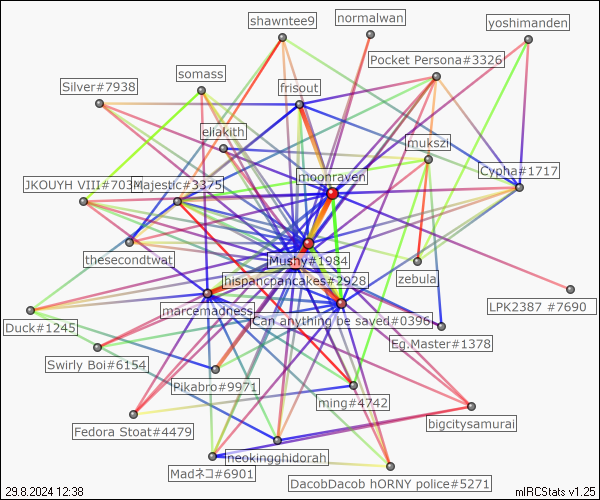 shawntee9
normalwan
yoshimanden
Pocket Persona#3326
Silver#7938
somass
frisout
ellakith
mukszi
moonraven
Cypha#1717
JKOUYH VIII#703
Majestic#3375
thesecondtwat
Mushy#1984
hispancpancakes#2928
zebula
LPK2387 #7690
marcemadness
Can anything be saved#0396
Duck#1245
Eg.Master#1378
Swirly Boi#6154
Pikabro#9971
ming#4742
bigcitysamurai
Fedora Stoat#4479
neokingghidorah
Madネコ#6901
DacobDacob hORNY police#5271
29.8.2024 12:38
mIRCStats v1.25